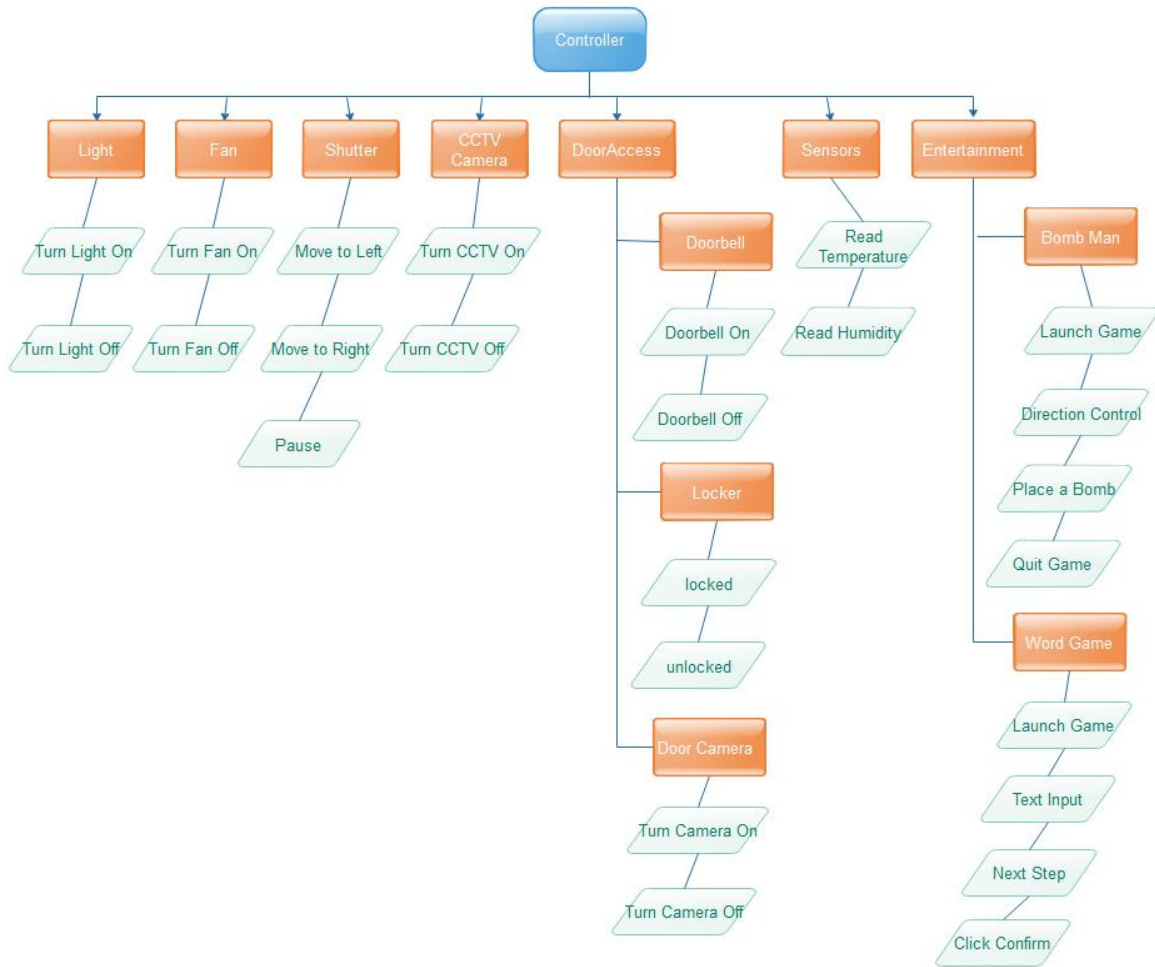 Controller
Light
Fan
Shutter
CCTV
Camera
DoorAccess
Sensors
Entertainment
Turn Light On
Turn Light Off
Turn Fan On
Turn Fan Off
Move to Left
Move to Right
Pause
Turn CCTV On
Turn CCTV Off
Doorbell
Doorbell On
Doorbell Off
Locker
locked
unlocked
Door Camera
Turn Camera On
Turn Camera Off
Read
Temperature
Read Humidity
Bomb Man
Launch Game
Direction Control
Place a Bomb
Quit Game
Word Game
Launch Game
Text Input
Next Step
Click Confirm